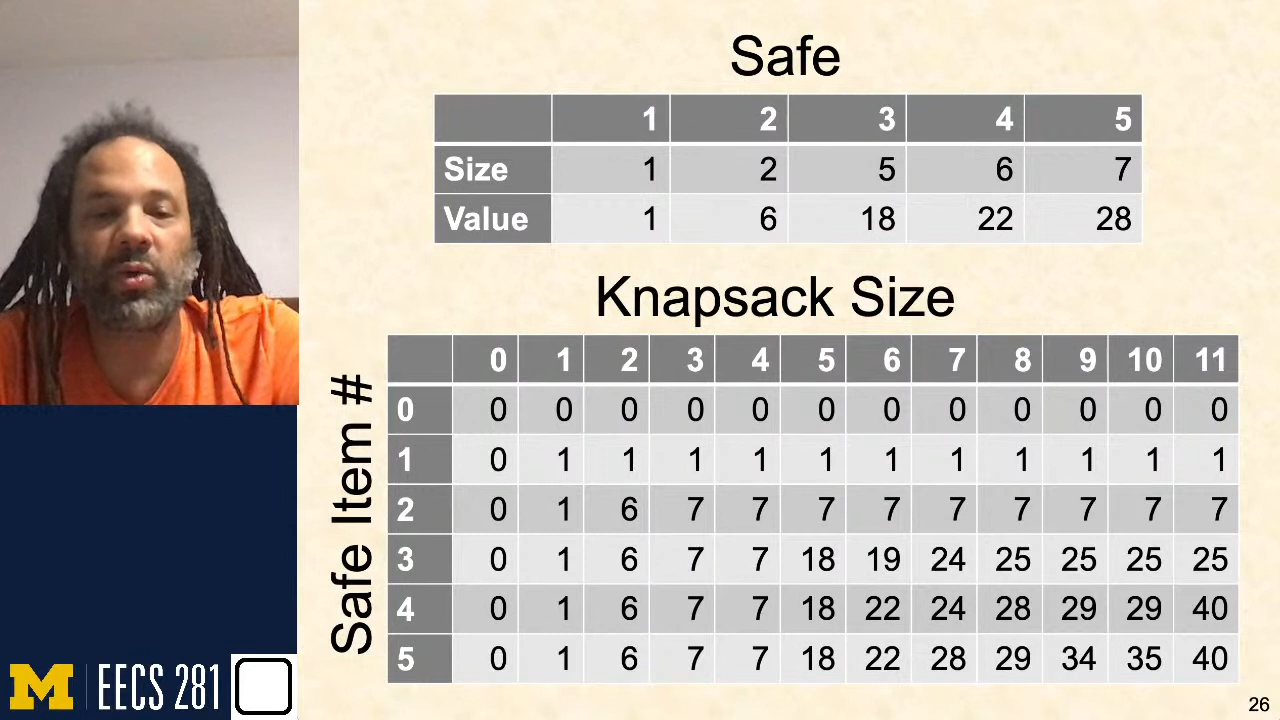 Safe
1 2 3 4 5
Size 1 2 5 6 7
Value 1 6 18 22 28
Knapsack Size
Safe Item #
0 1 2 3 4 5 6 7 8 9 10 11
0 0 0 0 0 0 0 0 0 0 0 0 0
1 0 1 1 1 1 1 1 1 1 1 1 1
2 0 1 6 7 7 7 7 7 7 7 7 7
3 0 1 6 7 7 18 19 24 25 25 25 25
4 0 1 6 7 7 18 22 24 28 29 29 40
5 0 1 6 7 7 18 22 28 29 34 35 40
M EECS 281
26